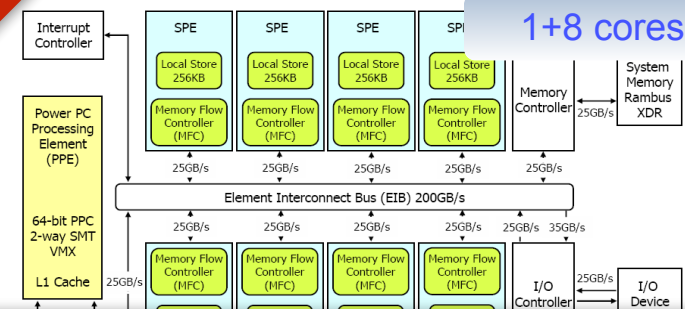 1+8 cores
Interrupt
Controller
SPE
SPE
SPE
Local Store
256KB
Local Store
256KB
Local Store
256KB
Local Store
256KB
Memory Flow
Controller
(MFC)
Memory Flow
Controller
(MFC)
Memory Flow
Controller
(MFC)
Memory Flow
Controller
(MFC)
Memory
Controller
25GB/s
System
Memory
Rambus
XDR
Power PC
Processing
Element
(PPE)
64-bit PPC
2-way SMT
VMX
L1 Cache
25GB/s
25GB/s
25GB/s
25GB/s
25GB/s
Element Interconnect Bus (EIB) 200GB/s
25GB/s
25GB/s
25GB/s
25GB/s
25GB/s
35GB/s
25GB/s
Memory Flow
Controller
(MFC)
Memory Flow
Controller
(MFC)
Memory Flow
Controller
(MFC)
Memory Flow
Controller
(MFC)
I/O
Controller
25GB/s
I/O
Device